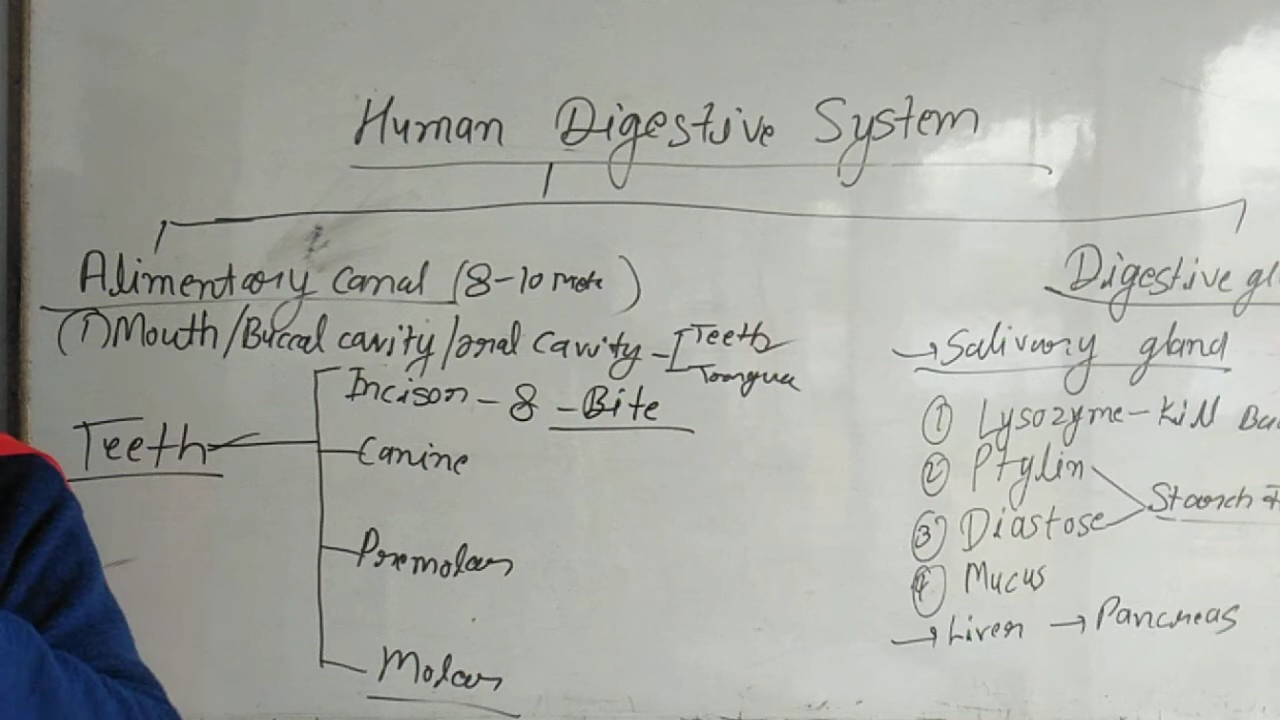 Human Digestive System
Alimentary canal (8-10 metre)
(1) Mouth/Buccal cavity/oral cavity - [Teeth
Toungue
Teeth
Incisor - 8 - Bite
Canine
Premolar
Molar
Digestive gl
→ Salivary gland
① Lysozyme - Kill Ba
② Ptylin
③ Diastose
Starch
④ Mucus
→ Liver → Pancreas